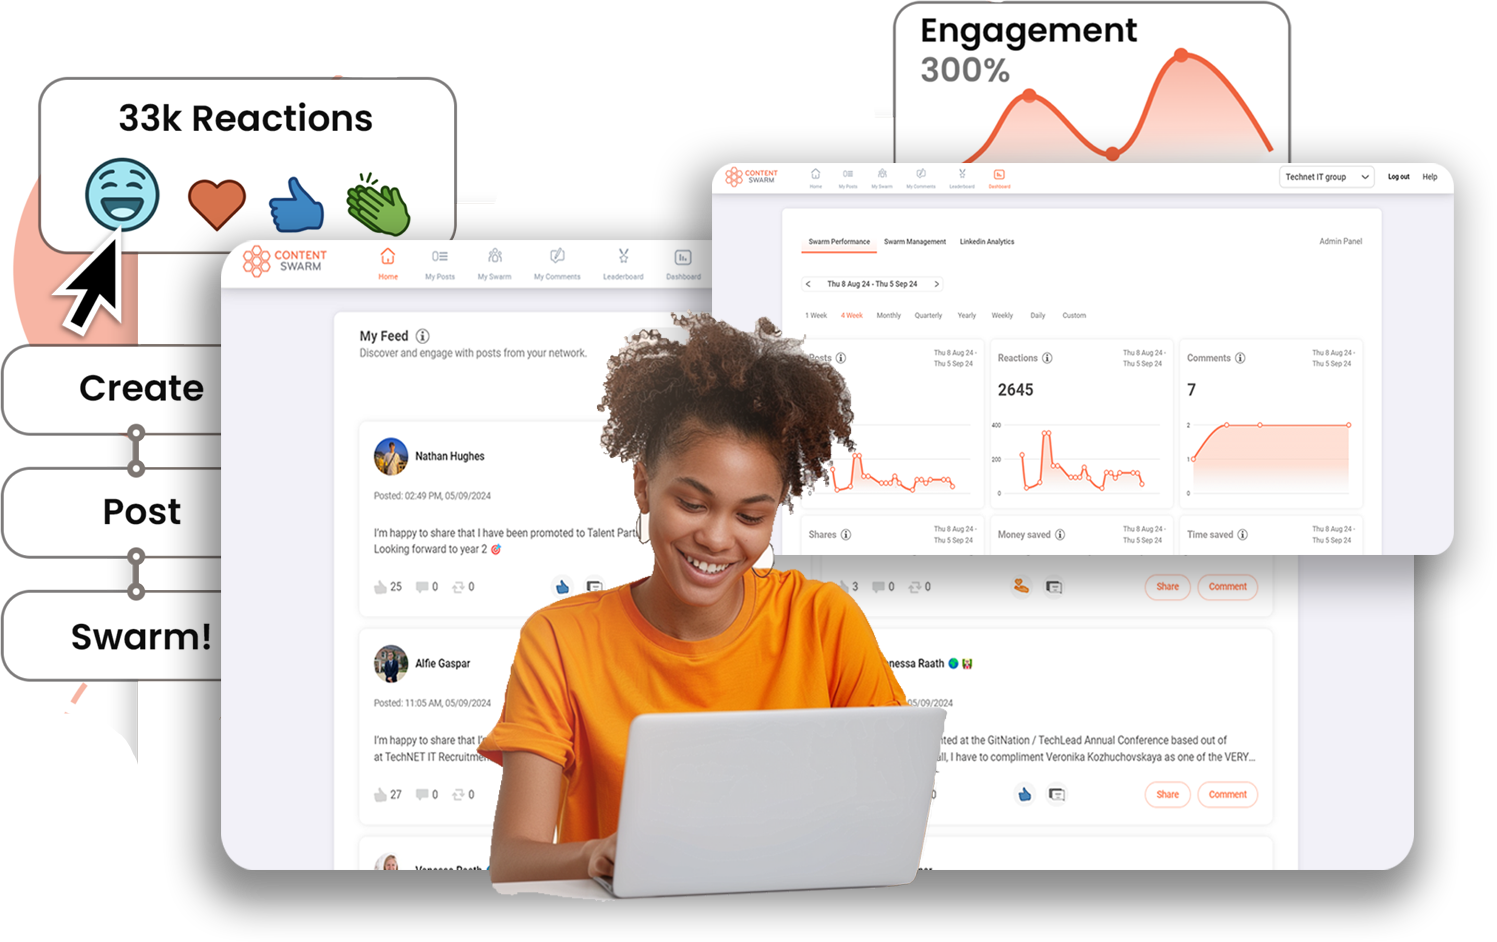 Engagement
300%
33k Reactions
Create
Post
Swarm!
CONTENT
SWARM
Home
My Posts
My Swarm
My Comments
Leaderboard
Dashboard
Technet IT group
Log out
Help
Swarm Performance
Swarm Management
LinkedIn Analytics
Admin Panel
Thu 8 Aug 24 - Thu 5 Sep 24
1 Week
4 Week
Monthly
Quarterly
Yearly
Weekly
Daily
Custom
Posts
Thu 8 Aug 24 -
Thu 5 Sep 24
0
Reactions
Thu 8 Aug 24 -
Thu 5 Sep 24
2645
400
200
0
Comments
Thu 8 Aug 24 -
Thu 5 Sep 24
7
2
1
0
Shares
Thu 8 Aug 24 -
Thu 5 Sep 24
Money saved
Thu 8 Aug 24 -
Thu 5 Sep 24
Time saved
Thu 8 Aug 24 -
Thu 5 Sep 24
CONTENT
SWARM
Home
My Posts
My Swarm
My Comments
Leaderboard
Dashboard
My Feed
Discover and engage with posts from your network.
Nathan Hughes
Posted: 02:49 PM, 05/09/2024
I'm happy to share that I have been promoted to Talent Part
Looking forward to year 2 🎯
25
0
0
3
0
0
Share
Comment
Alfie Gaspar
Posted: 11:05 AM, 05/09/2024
I'm happy to share that I'
at TechNET IT Recruitme
27
0
0
nessa Raath
05/09/2024
nted at the GitNation / TechLead Annual Conference based out of
all, I have to compliment Veronika Kozhuchovskaya as one of the VERY...
0
Share
Comment
Vanessa Raath